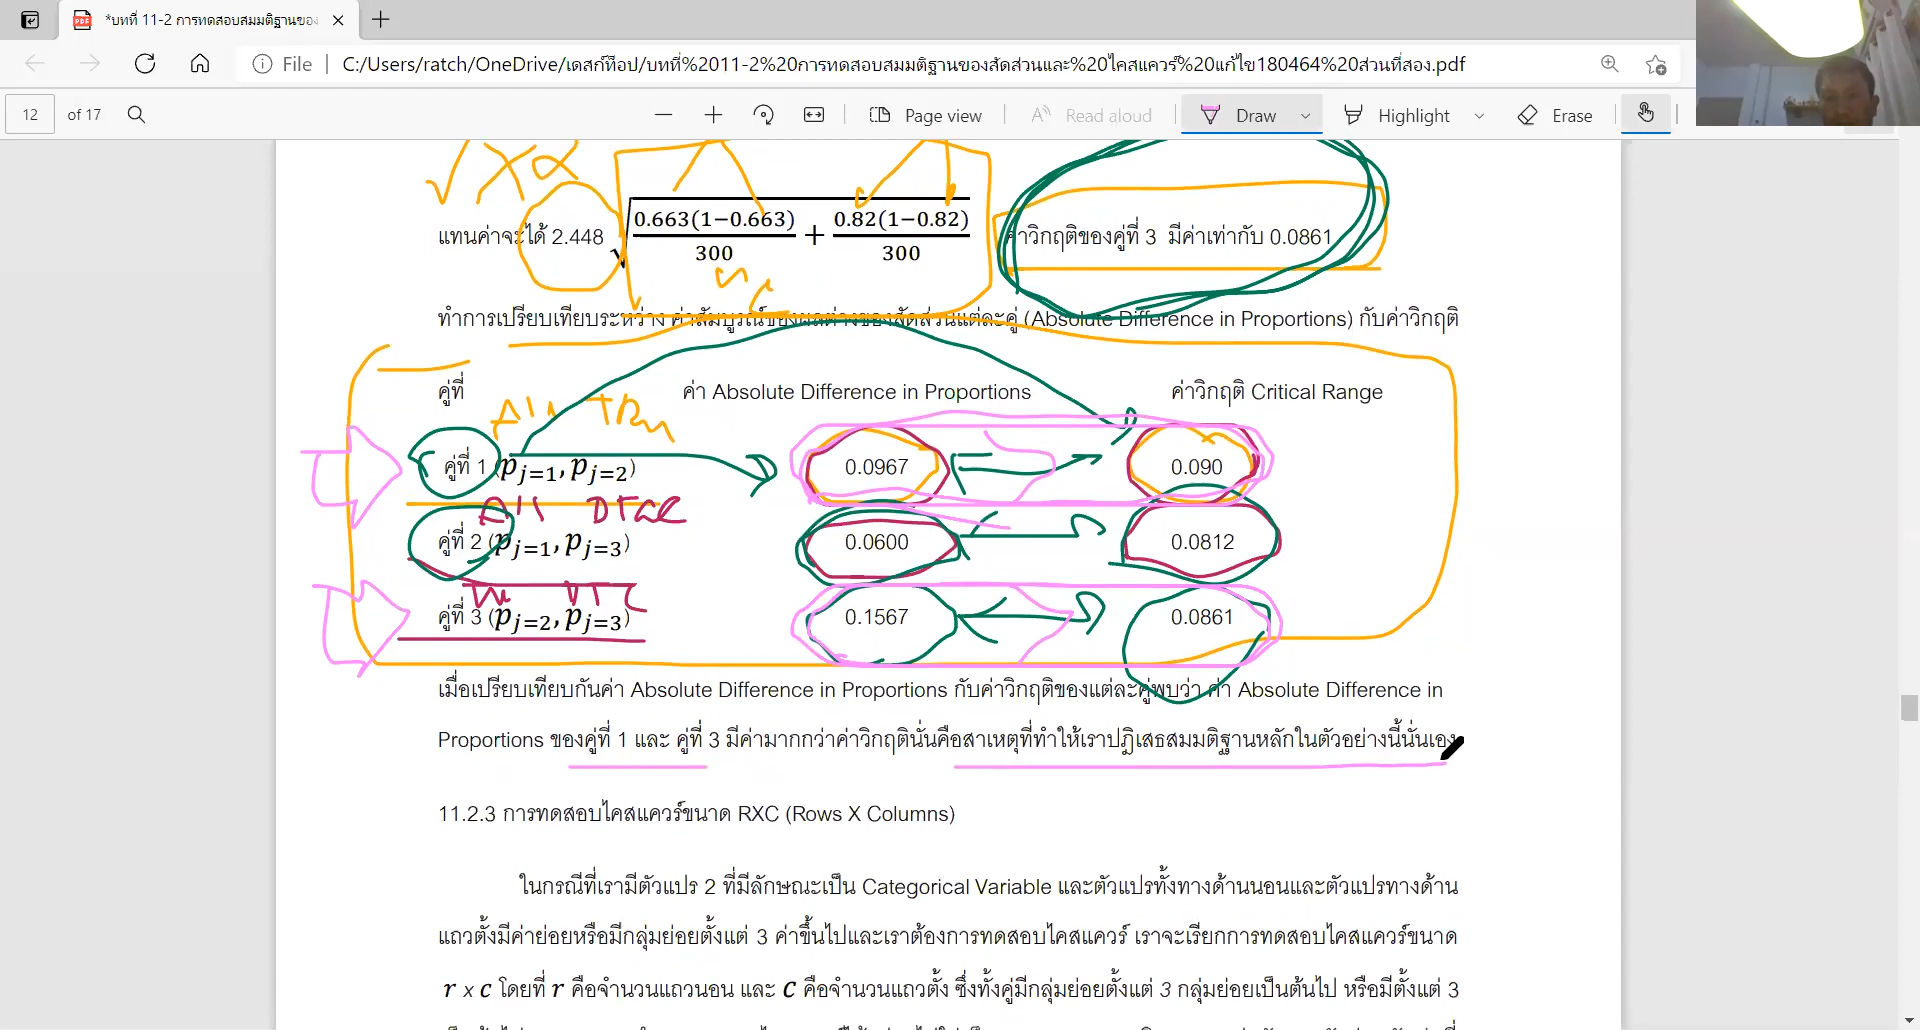 *บทที่ 11-2 การทดสอบสมมติฐานของ
File C:/Users/ratch/OneDrive/เดสก์ท็อป/บทที่%2011-2%20การทดสอบสมมติฐานของสัดส่วนและ%20ไคสแควร์%20แก้ไข180464%20ส่วนที่สอง.pdf
12 of 17 Page view Read aloud Draw Highlight Erase
√ X α
แทนค่าจะได้ 2.448 √ 0.663(1−0.663)/300 + 0.82(1−0.82)/300 ค่าวิกฤติของคู่ที่ 3 มีค่าเท่ากับ 0.0861
ทำการเปรียบเทียบระหว่าง ค่าสัมบูรณ์ของผลต่างของสัดส่วนแต่ละคู่ (Absolute Difference in Proportions) กับค่าวิกฤติ
คู่ที่ ค่า Absolute Difference in Proportions ค่าวิกฤติ Critical Range
คู่ที่ 1 (pj=1, pj=2) 0.0967 0.090
คู่ที่ 2 (pj=1, pj=3) 0.0600 0.0812
คู่ที่ 3 (pj=2, pj=3) 0.1567 0.0861
เมื่อเปรียบเทียบกันค่า Absolute Difference in Proportions กับค่าวิกฤติของแต่ละคู่พบว่า ค่า Absolute Difference in
Proportions ของคู่ที่ 1 และ คู่ที่ 3 มีค่ามากกว่าค่าวิกฤตินั่นคือสาเหตุที่ทำให้เราปฏิเสธสมมติฐานหลักในตัวอย่างนี้นั่นเอง
11.2.3 การทดสอบไคสแควร์ขนาด RXC (Rows X Columns)
ในกรณีที่เรามีตัวแปร 2 ที่มีลักษณะเป็น Categorical Variable และตัวแปรทั้งทางด้านนอนและตัวแปรทางด้าน
แถวตั้งมีค่าย่อยหรือมีกลุ่มย่อยตั้งแต่ 3 ค่าขึ้นไปและเราต้องการทดสอบไคสแควร์ เราจะเรียกการทดสอบไคสแควร์ขนาด
r x c โดยที่ r คือจำนวนแถวนอน และ c คือจำนวนแถวตั้ง ซึ่งทั้งคู่มีกลุ่มย่อยตั้งแต่ 3 กลุ่มย่อยเป็นต้นไป หรือมีตั้งแต่ 3